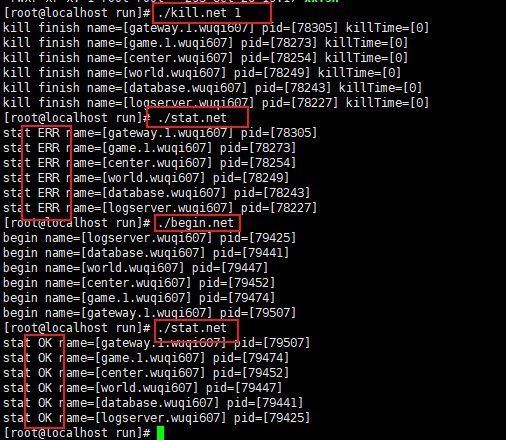 [root@localhost run]# ./kill.net 1
kill finish name=[gateway.1.wuqi607] pid=[78305] killTime=[0]
kill finish name=[game.1.wuqi607] pid=[78273] killTime=[0]
kill finish name=[center.wuqi607] pid=[78254] killTime=[0]
kill finish name=[world.wuqi607] pid=[78249] killTime=[0]
kill finish name=[database.wuqi607] pid=[78243] killTime=[0]
kill finish name=[logserver.wuqi607] pid=[78227] killTime=[0]
[root@localhost run]# ./stat.net
stat ERR name=[gateway.1.wuqi607] pid=[78305]
stat ERR name=[game.1.wuqi607] pid=[78273]
stat ERR name=[center.wuqi607] pid=[78254]
stat ERR name=[world.wuqi607] pid=[78249]
stat ERR name=[database.wuqi607] pid=[78243]
stat ERR name=[logserver.wuqi607] pid=[78227]
[root@localhost run]# ./begin.net
begin name=[logserver.wuqi607] pid=[79425]
begin name=[database.wuqi607] pid=[79441]
begin name=[world.wuqi607] pid=[79447]
begin name=[center.wuqi607] pid=[79452]
begin name=[game.1.wuqi607] pid=[79474]
begin name=[gateway.1.wuqi607] pid=[79507]
[root@localhost run]# ./stat.net
stat OK name=[gateway.1.wuqi607] pid=[79507]
stat OK name=[game.1.wuqi607] pid=[79474]
stat OK name=[center.wuqi607] pid=[79452]
stat OK name=[world.wuqi607] pid=[79447]
stat OK name=[database.wuqi607] pid=[79441]
stat OK name=[logserver.wuqi607] pid=[79425]
[root@localhost run]#